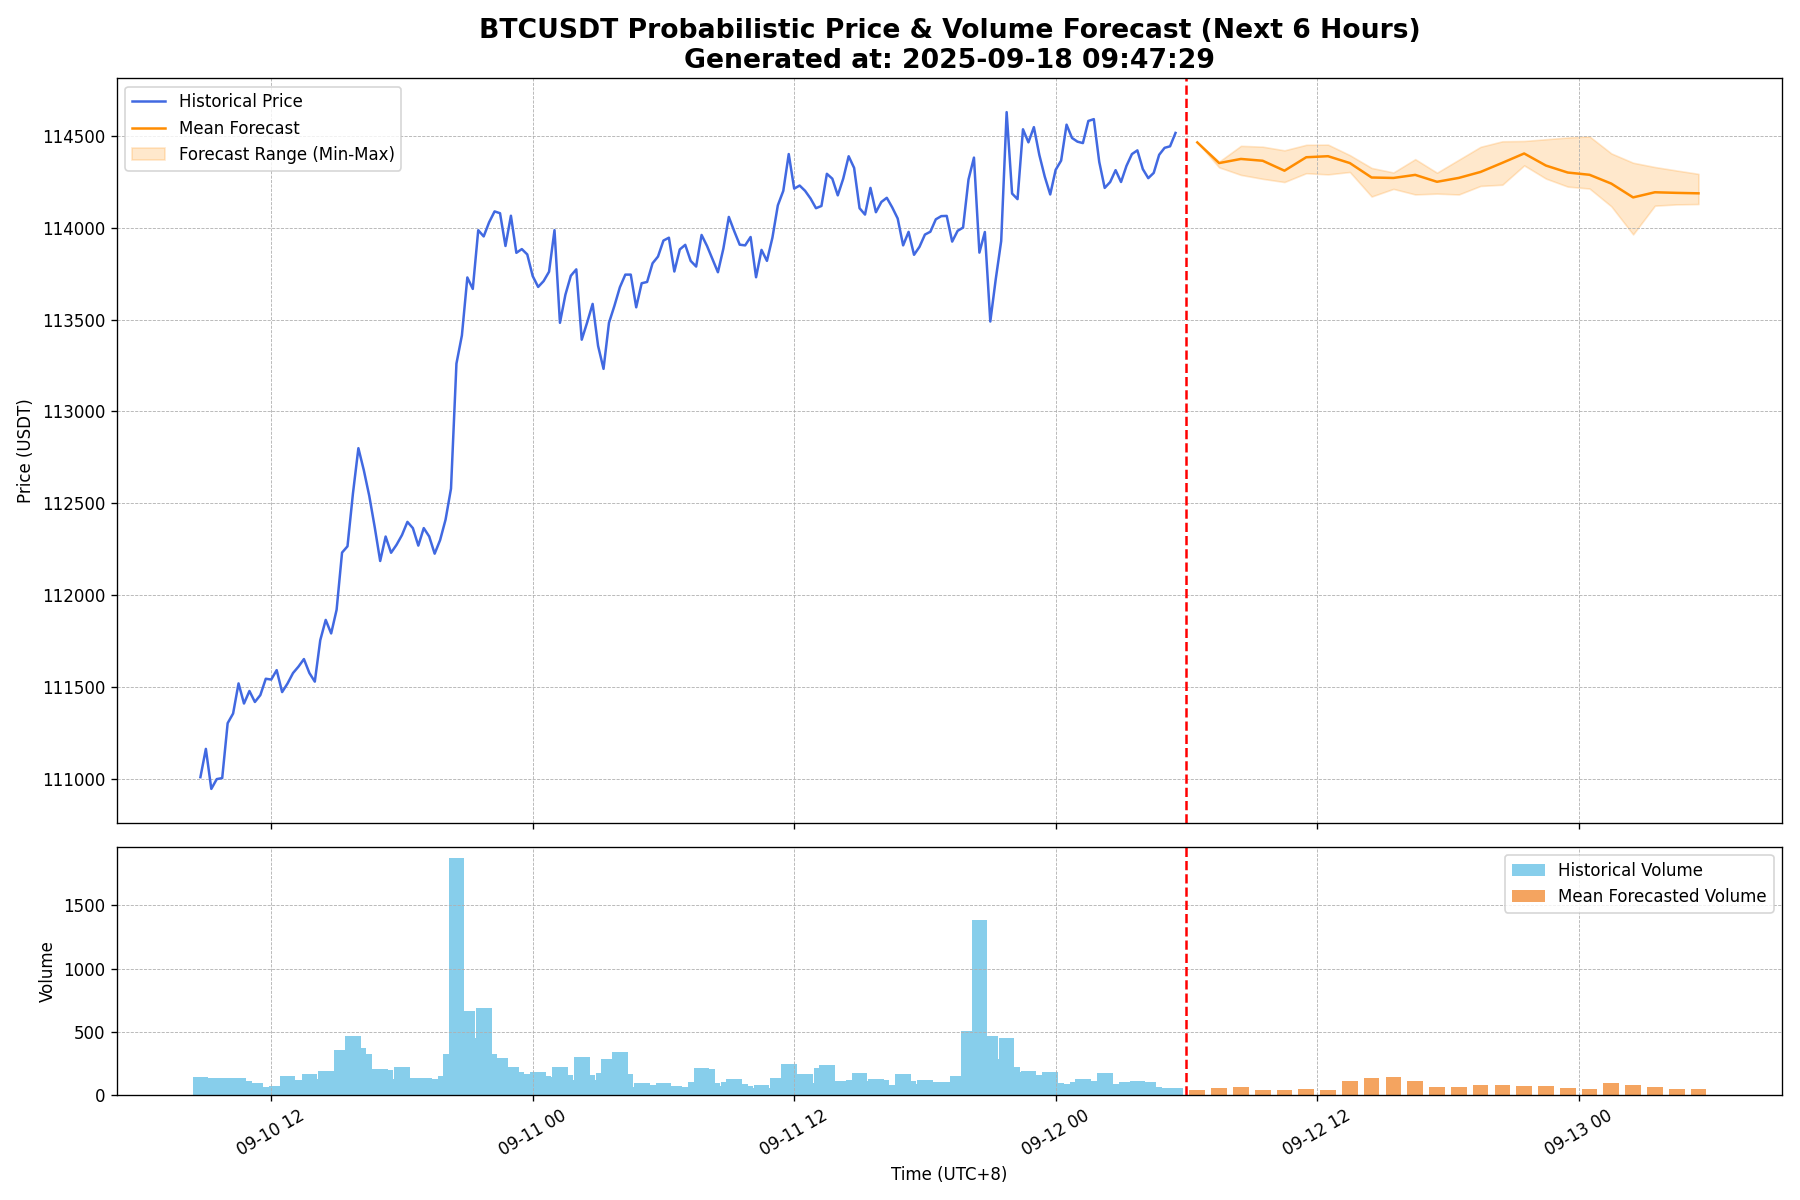 BTCUSDT Probabilistic Price & Volume Forecast (Next 6 Hours)
Generated at: 2025-09-18 09:47:29
Historical Price
Mean Forecast
Forecast Range (Min-Max)
114500
114000
113500
113000
112500
112000
111500
111000
Price (USDT)
Historical Volume
Mean Forecasted Volume
1500
1000
500
0
Volume
09-10 12
09-11 00
09-11 12
09-12 00
09-12 12
09-13 00
Time (UTC+8)